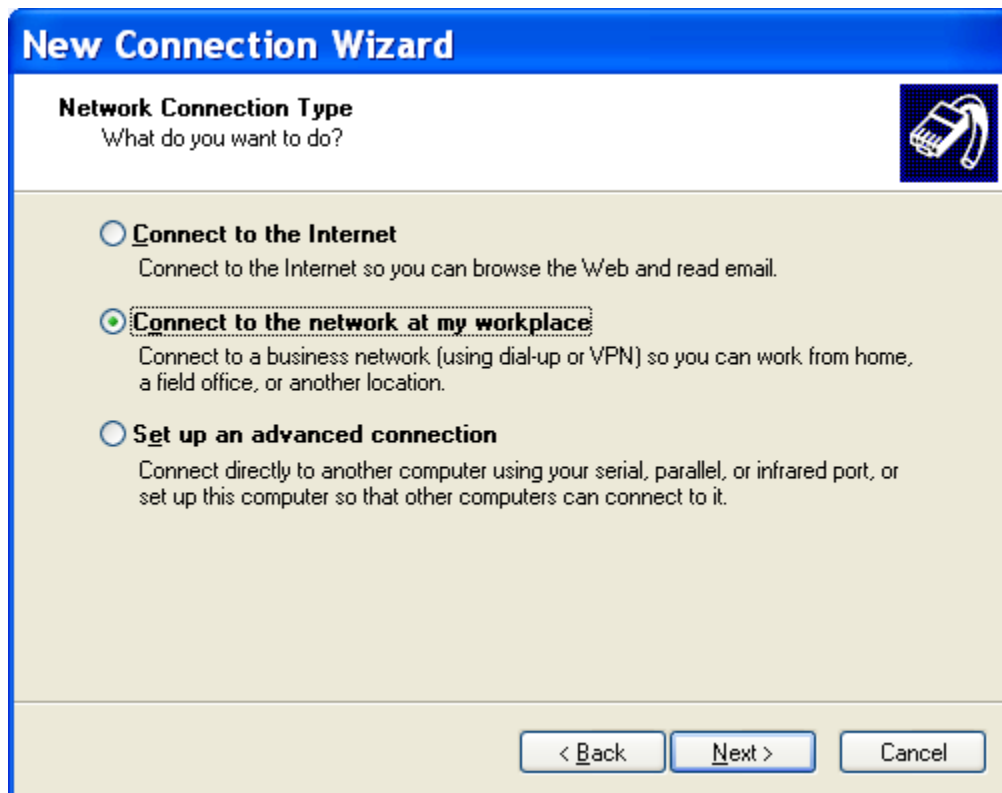 New Connection Wizard
Network Connection Type
What do you want to do?
Connect to the Internet
Connect to the Internet so you can browse the Web and read email.
Connect to the network at my workplace
Connect to a business network (using dial-up or VPN) so you can work from home,
a field office, or another location.
Set up an advanced connection
Connect directly to another computer using your serial, parallel, or infrared port, or
set up this computer so that other computers can connect to it.
< Back
Next >
Cancel